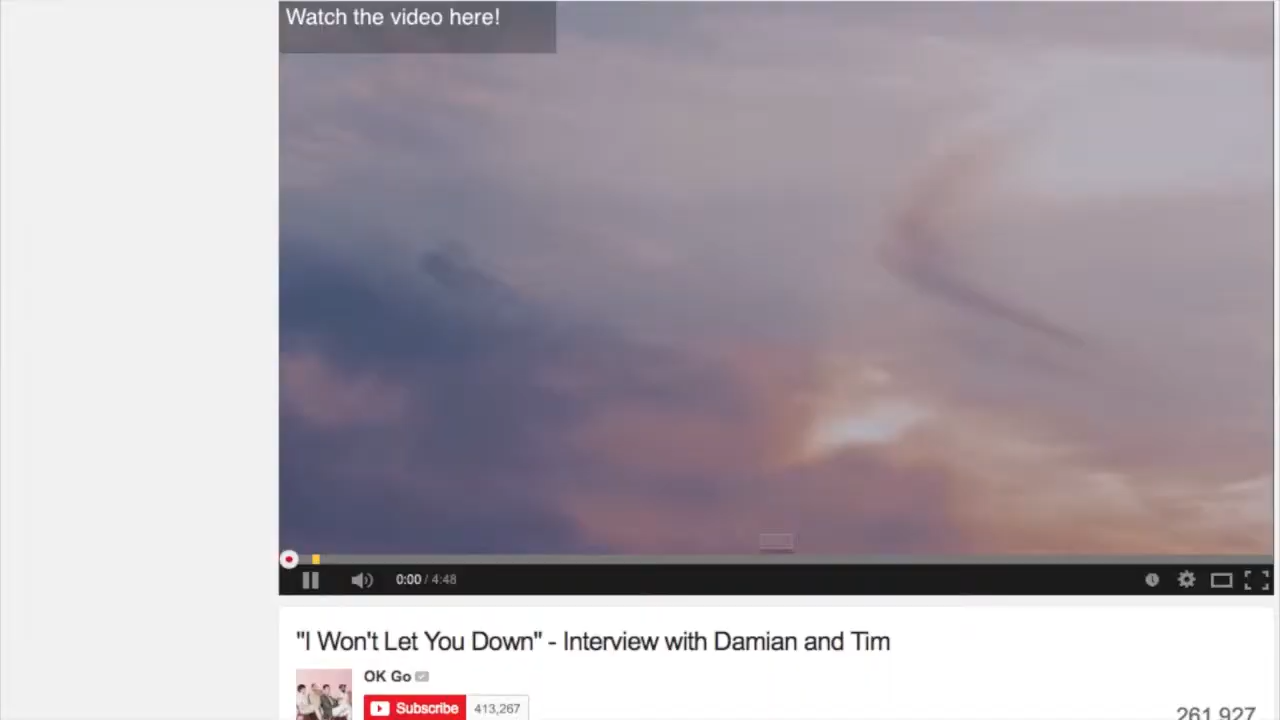 Watch the video here!
0:00 / 4:48
"I Won't Let You Down" - Interview with Damian and Tim
OK Go
Subscribe 413,267
261,927